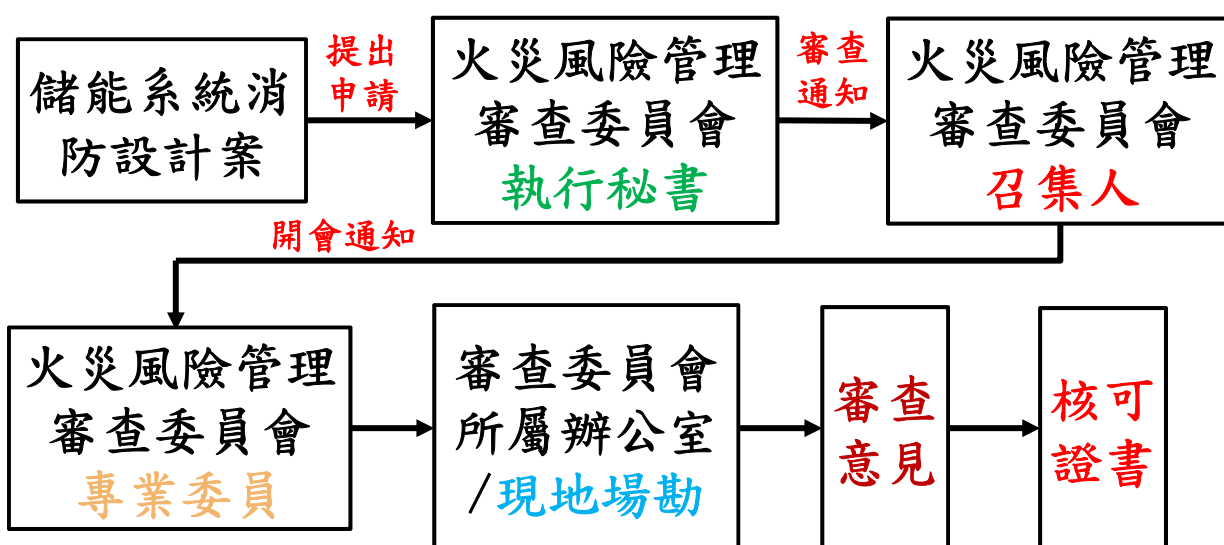 儲能系統消
防設計案
提出
申請
火災風險管理
審查委員會
執行秘書
審查
通知
火災風險管理
審查委員會
召集人
開會通知
火災風險管理
審查委員會
專業委員
審查委員會
所屬辦公室
/現地場勘
審查
意見
核可
證書